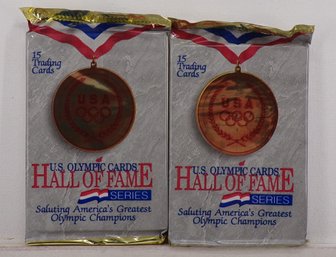 15
Trading
Cards
USA
U.S. OLYMPIC CARDS
HALL OF FAME
SERIES
Saluting America's Greatest
Olympic Champions
15
Trading
Cards
USA
U.S. OLYMPIC CARDS
HALL OF FAME
SERIES
Saluting America's Greatest
Olympic Champions